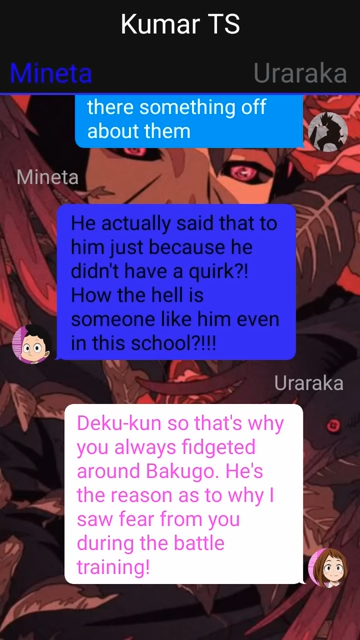 Kumar TS
Mineta
Uraraka
there something off
about them
Mineta
He actually said that to
him just because he
didn't have a quirk?!
How the hell is
someone like him even
in this school?!!!
Uraraka
Deku-kun so that's why
you always fidgeted
around Bakugo. He's
the reason as to why I
saw fear from you
during the battle
training!